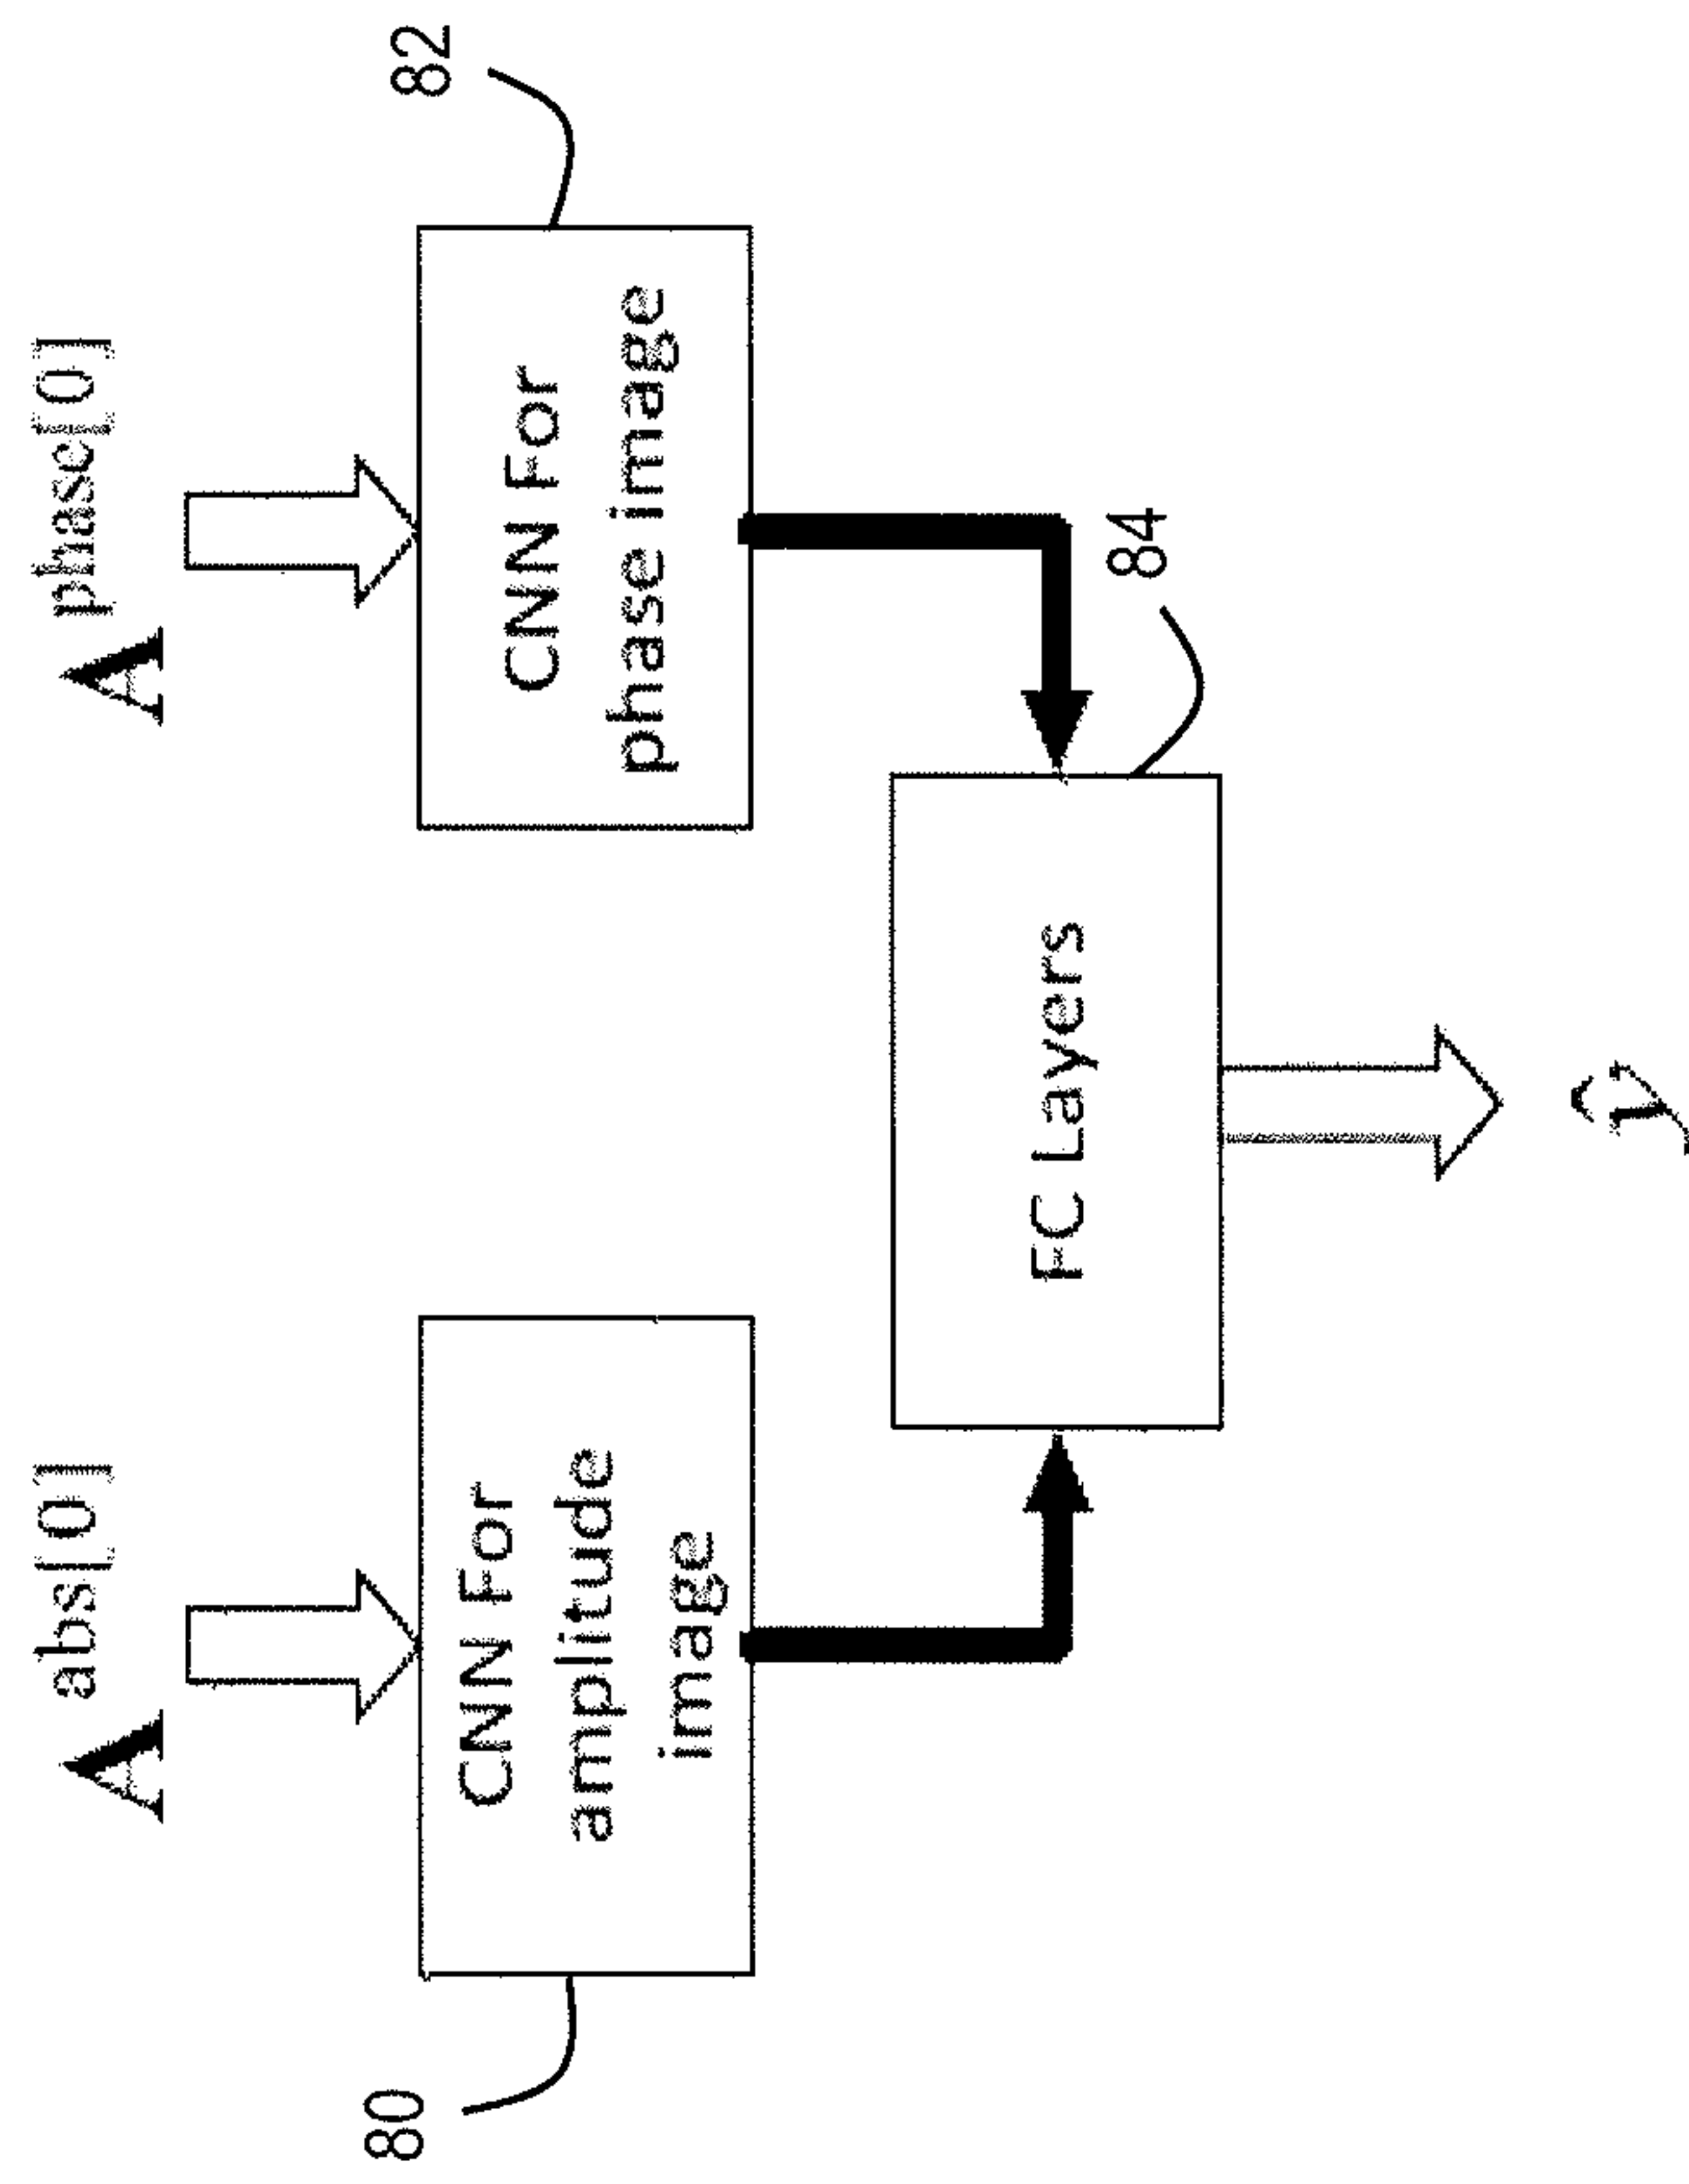 A abs[0]
A phase[0]
80
CNN For
amplitude
image
CNN For
phase image
82
FC Layers
84
ŷ